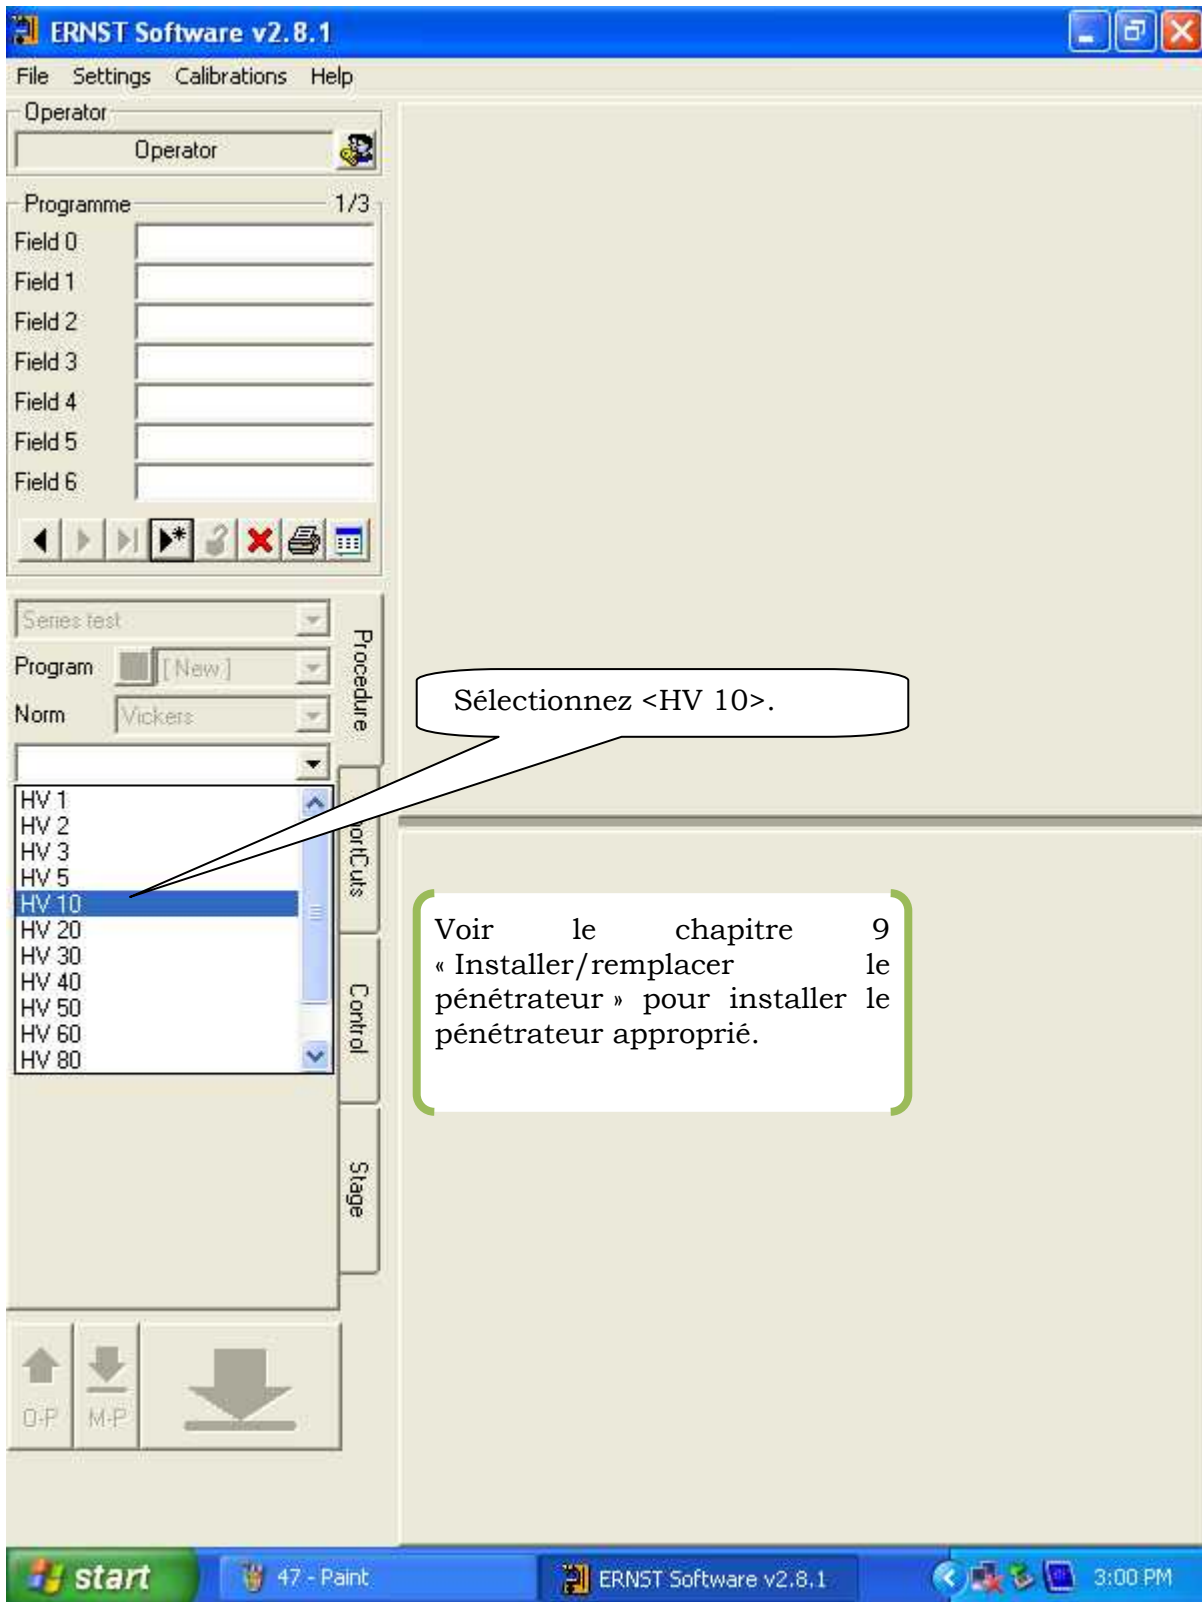 ERNST Software v2.8.1
File Settings Calibrations Help
Operator
Operator
Programme 1/3
Field 0
Field 1
Field 2
Field 3
Field 4
Field 5
Field 6
Series test
Program [ New ]
Norm Vickers
Procedure
Sélectionnez <HV 10>.
HV 1
HV 2
HV 3
HV 5
HV 10
HV 20
HV 30
HV 40
HV 50
HV 60
HV 80
ortCuts
Control
Stage
Voir le chapitre 9
« Installer/remplacer le
pénétrateur » pour installer le
pénétrateur approprié.
O-P M-P
start 47 - Paint ERNST Software v2.8.1 3:00 PM